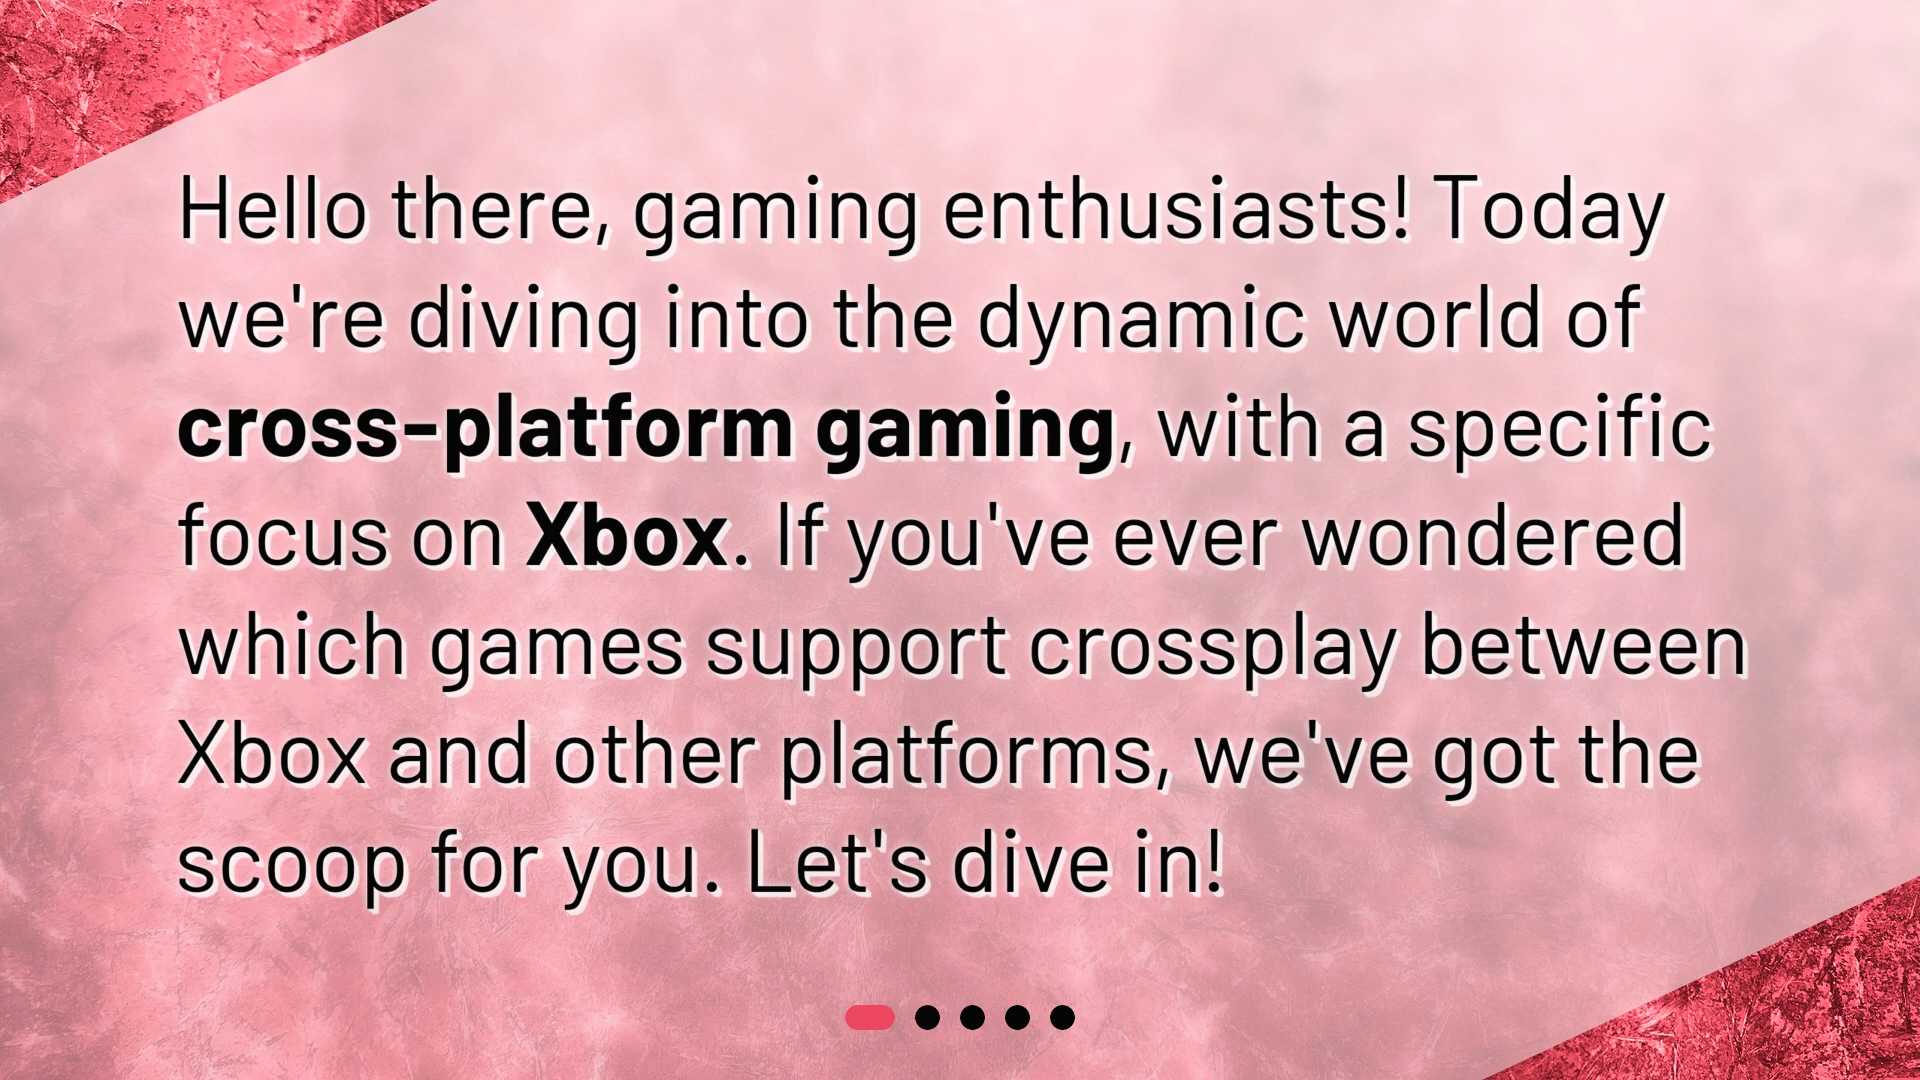 Hello there, gaming enthusiasts! Today
we're diving into the dynamic world of
cross-platform gaming, with a specific
focus on Xbox. If you've ever wondered
which games support crossplay between
Xbox and other platforms, we've got the
scoop for you. Let's dive in!